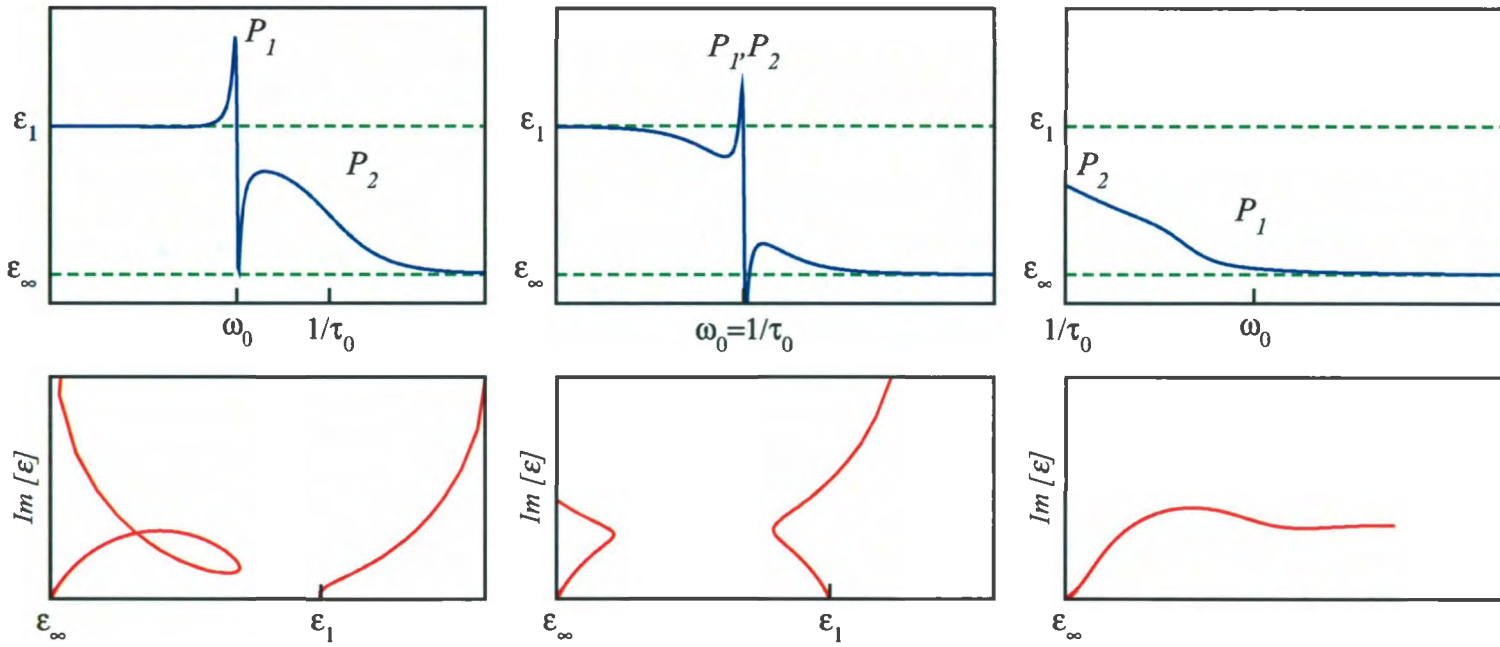 P₁
P₂
ε₁
ε∞
ω₀
1/τ₀
P₁,P₂
ε₁
ε∞
ω₀=1/τ₀
ε₁
P₂
P₁
ε∞
1/τ₀
ω₀
Im [ε]
ε∞
ε₁
Im [ε]
ε∞
ε₁
Im [ε]
ε∞